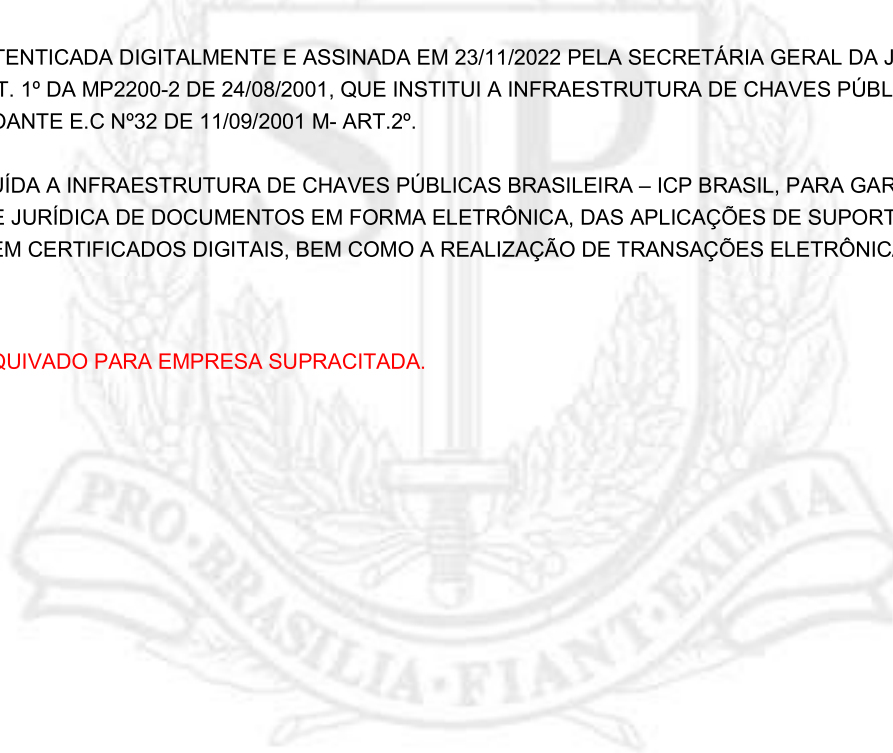 TENTICADA DIGITALMENTE E ASSINADA EM 23/11/2022 PELA SECRETÁRIA GERAL DA J
T. 1º DA MP2200-2 DE 24/08/2001, QUE INSTITUI A INFRAESTRUTURA DE CHAVES PÚBL
DANTE E.C Nº32 DE 11/09/2001 M- ART.2º.
UÍDA A INFRAESTRUTURA DE CHAVES PÚBLICAS BRASILEIRA – ICP BRASIL, PARA GAR
E JURÍDICA DE DOCUMENTOS EM FORMA ELETRÔNICA, DAS APLICAÇÕES DE SUPORT
EM CERTIFICADOS DIGITAIS, BEM COMO A REALIZAÇÃO DE TRANSAÇÕES ELETRÔNICA
QUIVADO PARA EMPRESA SUPRACITADA.
SP
PRO·BRASILIA·FIANT·EXIMIA